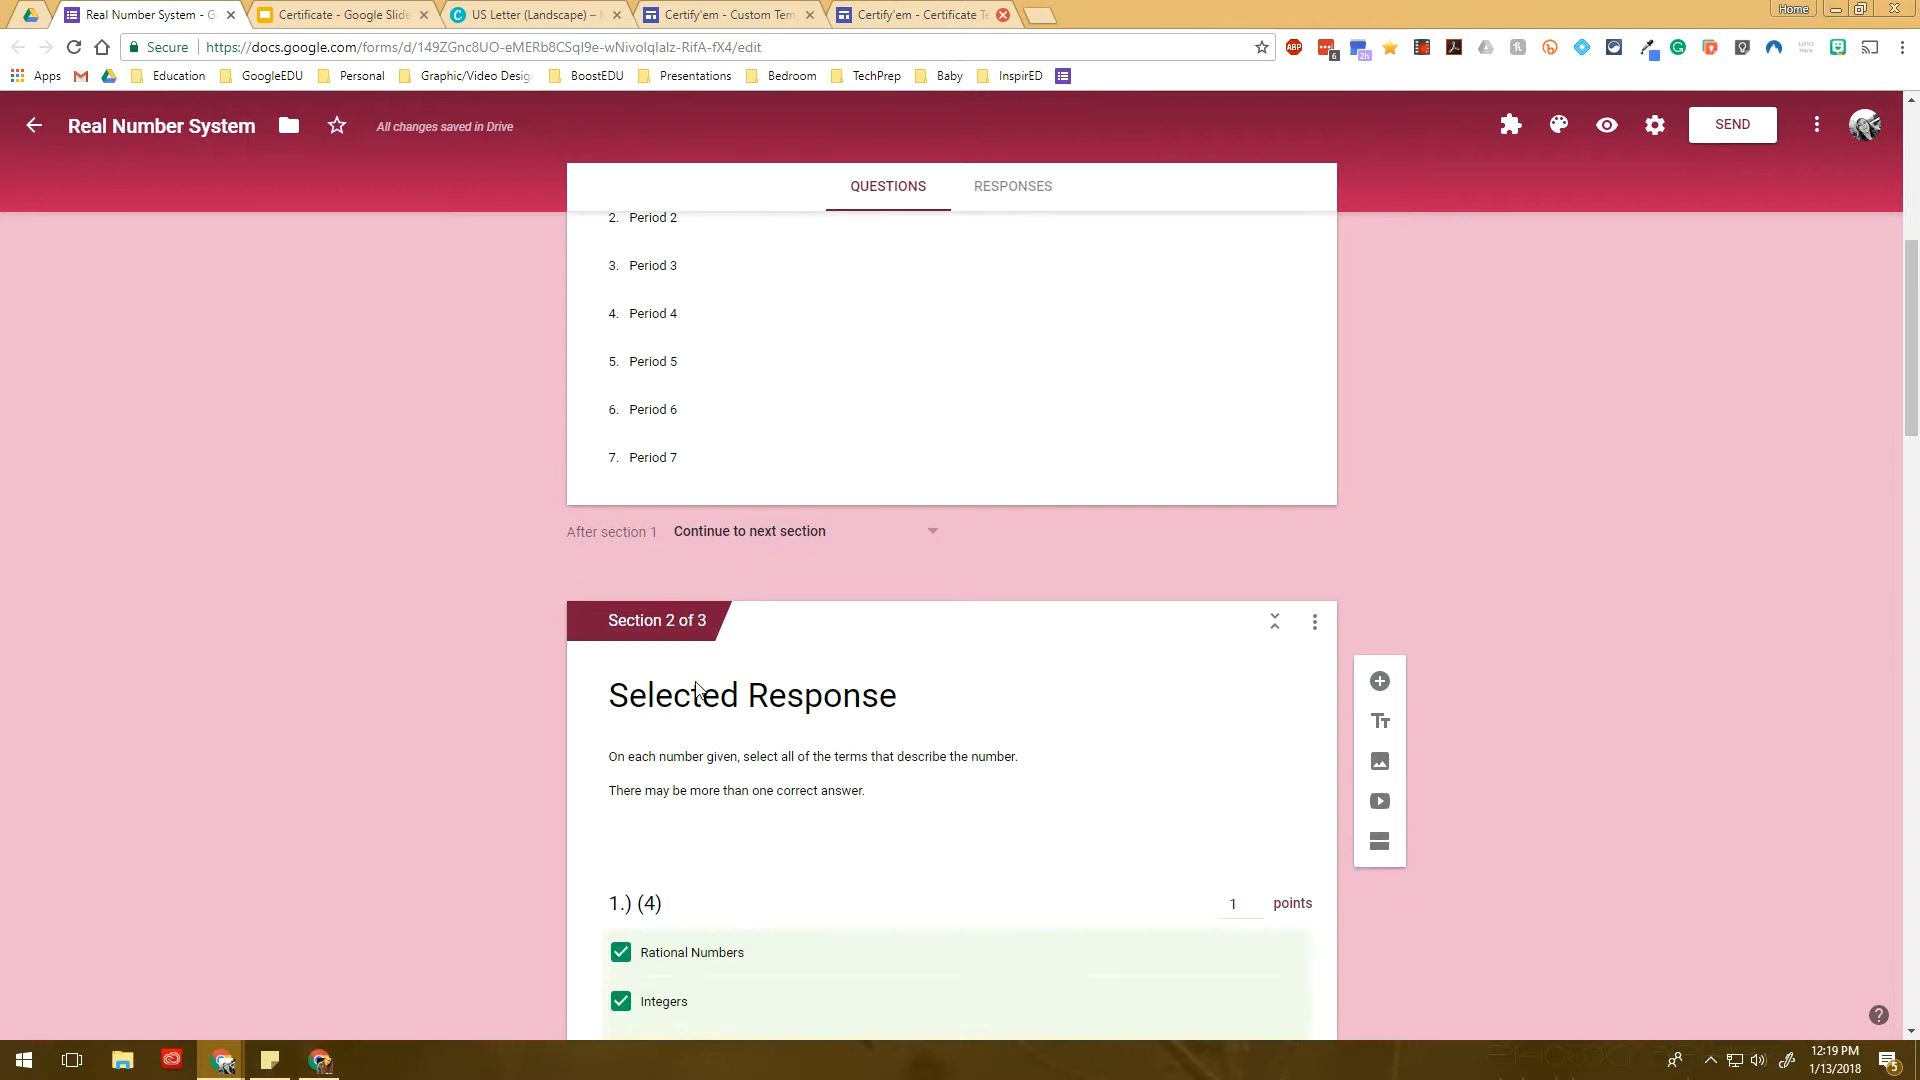 Real Number System - G
Certificate - Google Slide
US Letter (Landscape) –
Certify'em - Custom Tem
Certify'em - Certificate Te
Home
Secure
https://docs.google.com/forms/d/149ZGnc8UO-eMERb8CSqI9e-wNivoIqIaIz-RifA-fX4/edit
Apps
Education
GoogleEDU
Personal
Graphic/Video Desig
BoostEDU
Presentations
Bedroom
TechPrep
Baby
InspirED
Real Number System
All changes saved in Drive
SEND
QUESTIONS
RESPONSES
2. Period 2
3. Period 3
4. Period 4
5. Period 5
6. Period 6
7. Period 7
After section 1 Continue to next section
Section 2 of 3
Selected Response
On each number given, select all of the terms that describe the number.
There may be more than one correct answer.
1.) (4)
1 points
Rational Numbers
Integers
12:19 PM
1/13/2018